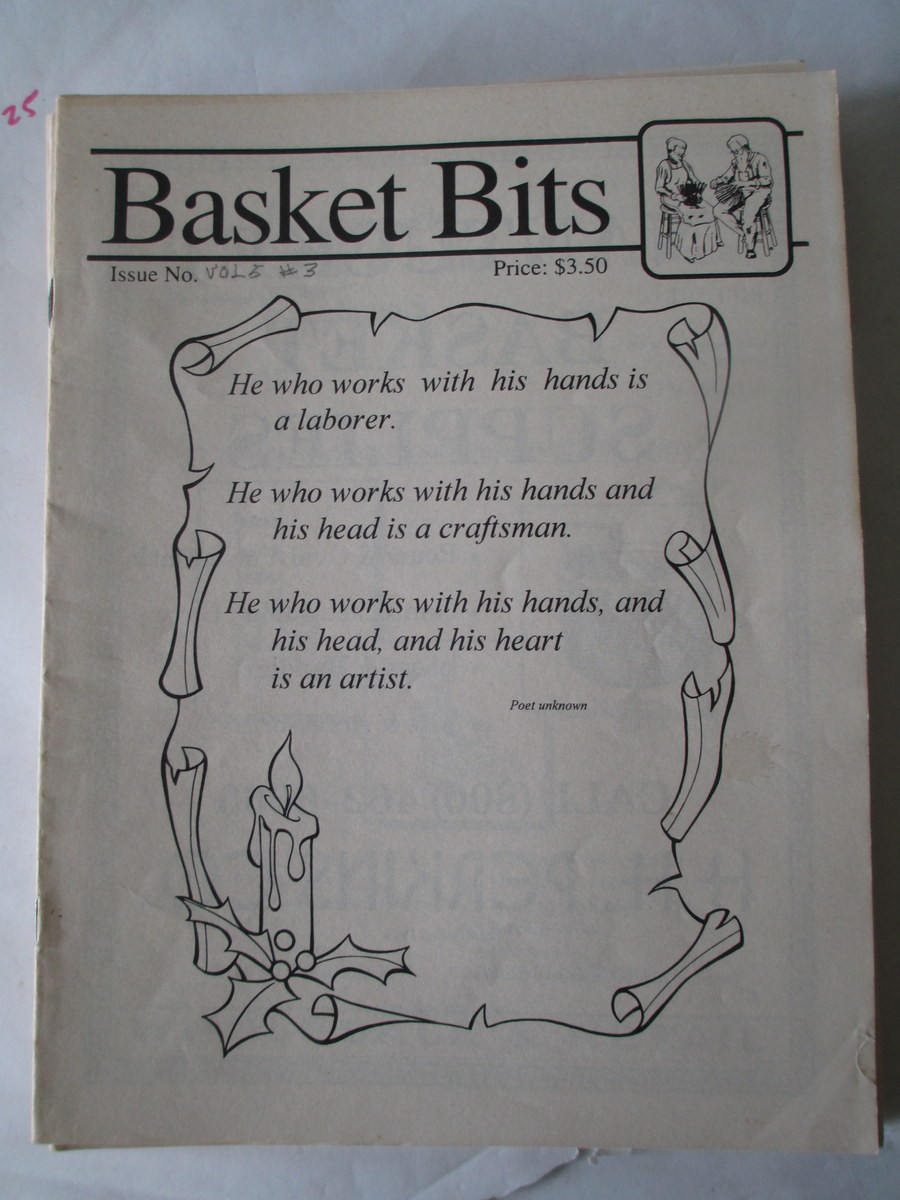 25
Basket Bits
Issue No. VOL 5 #3 Price: $3.50
He who works with his hands is
a laborer.
He who works with his hands and
his head is a craftsman.
He who works with his hands, and
his head, and his heart
is an artist.
Poet unknown